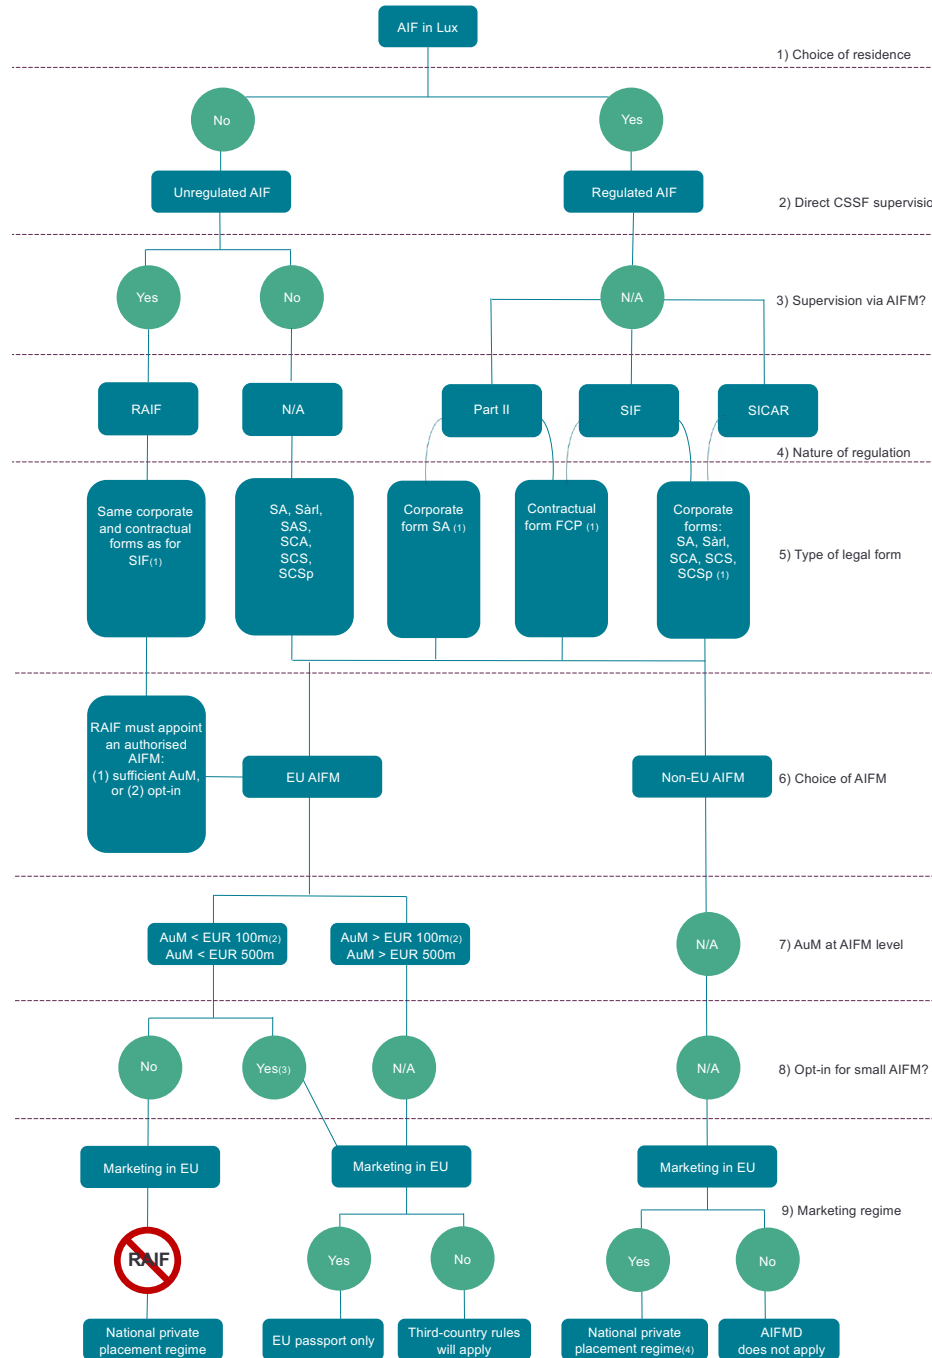 AIF in Lux
1) Choice of residence
No
Yes
Unregulated AIF
Regulated AIF
2) Direct CSSF supervisio
Yes
No
N/A
3) Supervision via AIFM?
RAIF
N/A
Part II
SIF
SICAR
4) Nature of regulation
Same corporate
and contractual
forms as for
SIF(1)
SA, Sàrl,
SAS,
SCA,
SCS,
SCSp
Corporate
form SA (1)
Contractual
form FCP (1)
Corporate
forms:
SA, Sàrl,
SCA, SCS,
SCSp (1)
5) Type of legal form
RAIF must appoint
an authorised
AIFM:
(1) sufficient AuM,
or (2) opt-in
EU AIFM
Non-EU AIFM
6) Choice of AIFM
AuM < EUR 100m(2)
AuM < EUR 500m
AuM > EUR 100m(2)
AuM > EUR 500m
N/A
7) AuM at AIFM level
No
Yes(3)
N/A
N/A
8) Opt-in for small AIFM?
Marketing in EU
Marketing in EU
Marketing in EU
9) Marketing regime
RAIF
Yes
No
Yes
No
National private
placement regime
EU passport only
Third-country rules
will apply
National private
placement regime(4)
AIFMD
does not apply